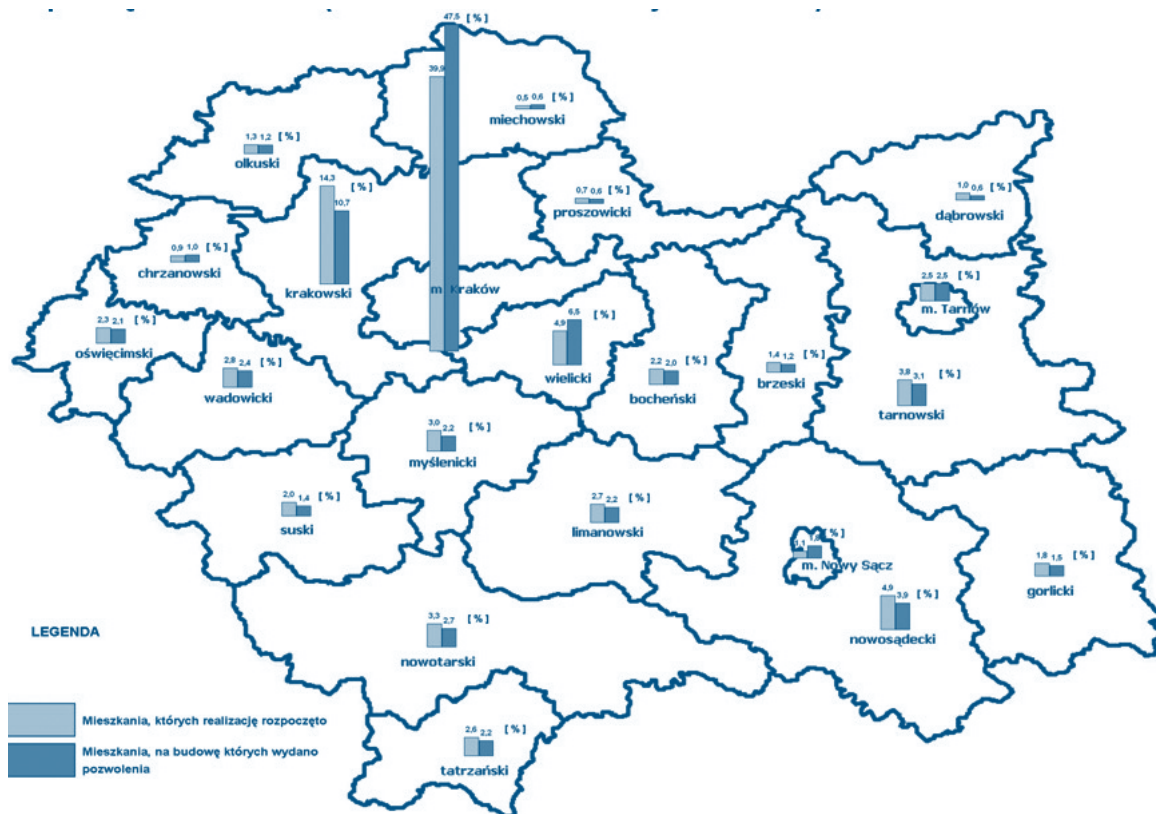 47,5 [ % ]
39,9
0,5 0,6 [ % ]
miechowski
1,3 1,2 [ % ]
olkuski
14,3 [ % ]
10,7
krakowski
0,7 0,6 [ % ]
proszowicki
1,0 0,6 [ % ]
dąbrowski
0,9 1,0 [ % ]
chrzanowski
m. Kraków
2,5 2,5 [ % ]
m. Tarnów
2,3 2,1 [ % ]
oświęcimski
4,9 6,5 [ % ]
wielicki
2,8 2,4 [ % ]
wadowicki
2,2 2,0 [ % ]
bocheński
1,4 1,2 [ % ]
brzeski
3,8 3,1 [ % ]
tarnowski
3,0 2,2 [ % ]
myślenicki
2,0 1,4 [ % ]
suski
2,7 2,2 [ % ]
limanowski
[ % ]
m. Nowy Sącz
1,8 1,5 [ % ]
gorlicki
4,9 3,9 [ % ]
nowosądecki
3,3 2,7 [ % ]
nowotarski
LEGENDA
Mieszkania, których realizację rozpoczęto
Mieszkania, na budowę których wydano
pozwolenia
2,6 2,2 [ % ]
tatrzański